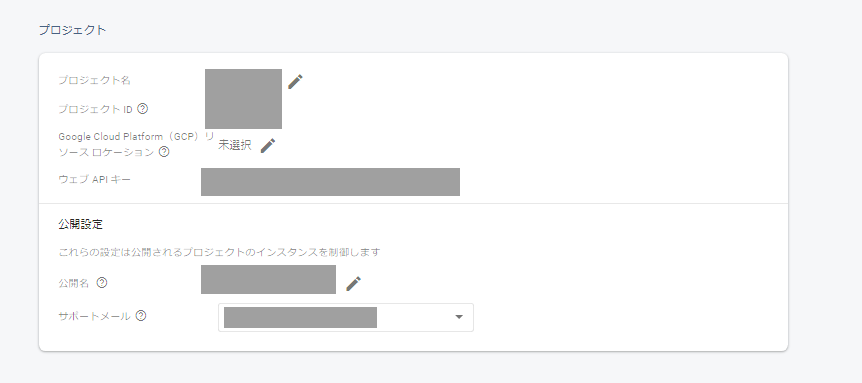 プロジェクト
プロジェクト名
プロジェクト ID
Google Cloud Platform（GCP）リ
ソース ロケーション
未選択
ウェブ API キー
公開設定
これらの設定は公開されるプロジェクトのインスタンスを制御します
公開名
サポートメール